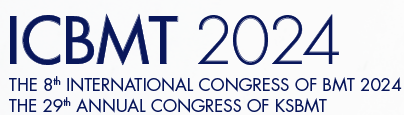 ICBMT 2024
THE 8th INTERNATIONAL CONGRESS OF BMT 2024
THE 29th ANNUAL CONGRESS OF KSBMT